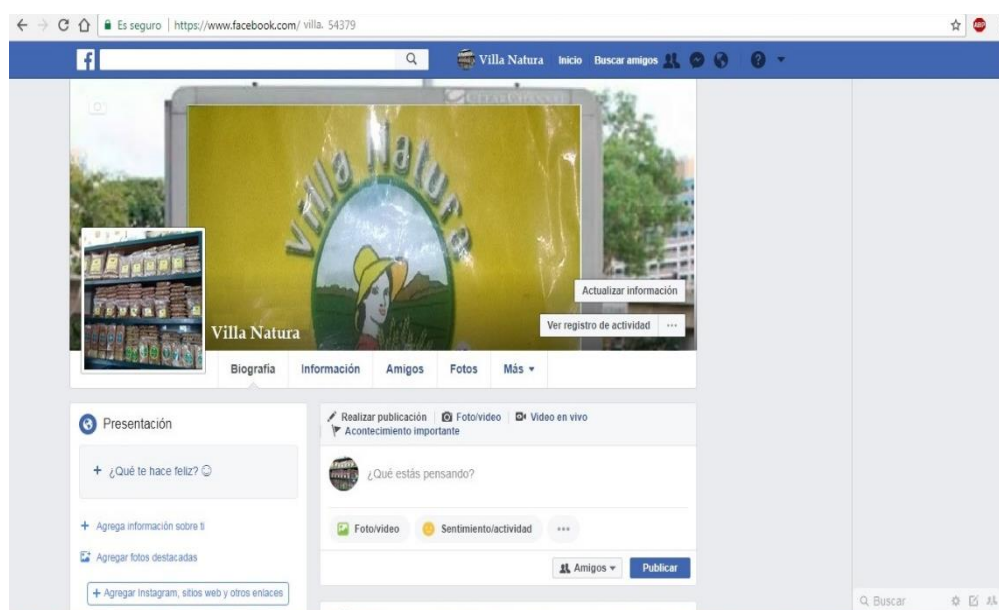 Es seguro | https://www.facebook.com/ villa. 54379
ABP
f
Villa Natura Inicio Buscar amigos
CLEAR CHANNEL
Villa Natura
Actualizar información
Ver registro de actividad ...
Villa Natura
Biografía Información Amigos Fotos Más
Presentación
+ ¿Qué te hace feliz?
+ Agrega información sobre ti
Agregar fotos destacadas
+ Agregar Instagram, sitios web y otros enlaces
Realizar publicación Foto/video Video en vivo
Acontecimiento importante
¿Qué estás pensando?
Foto/video Sentimiento/actividad ...
Amigos Publicar
Buscar